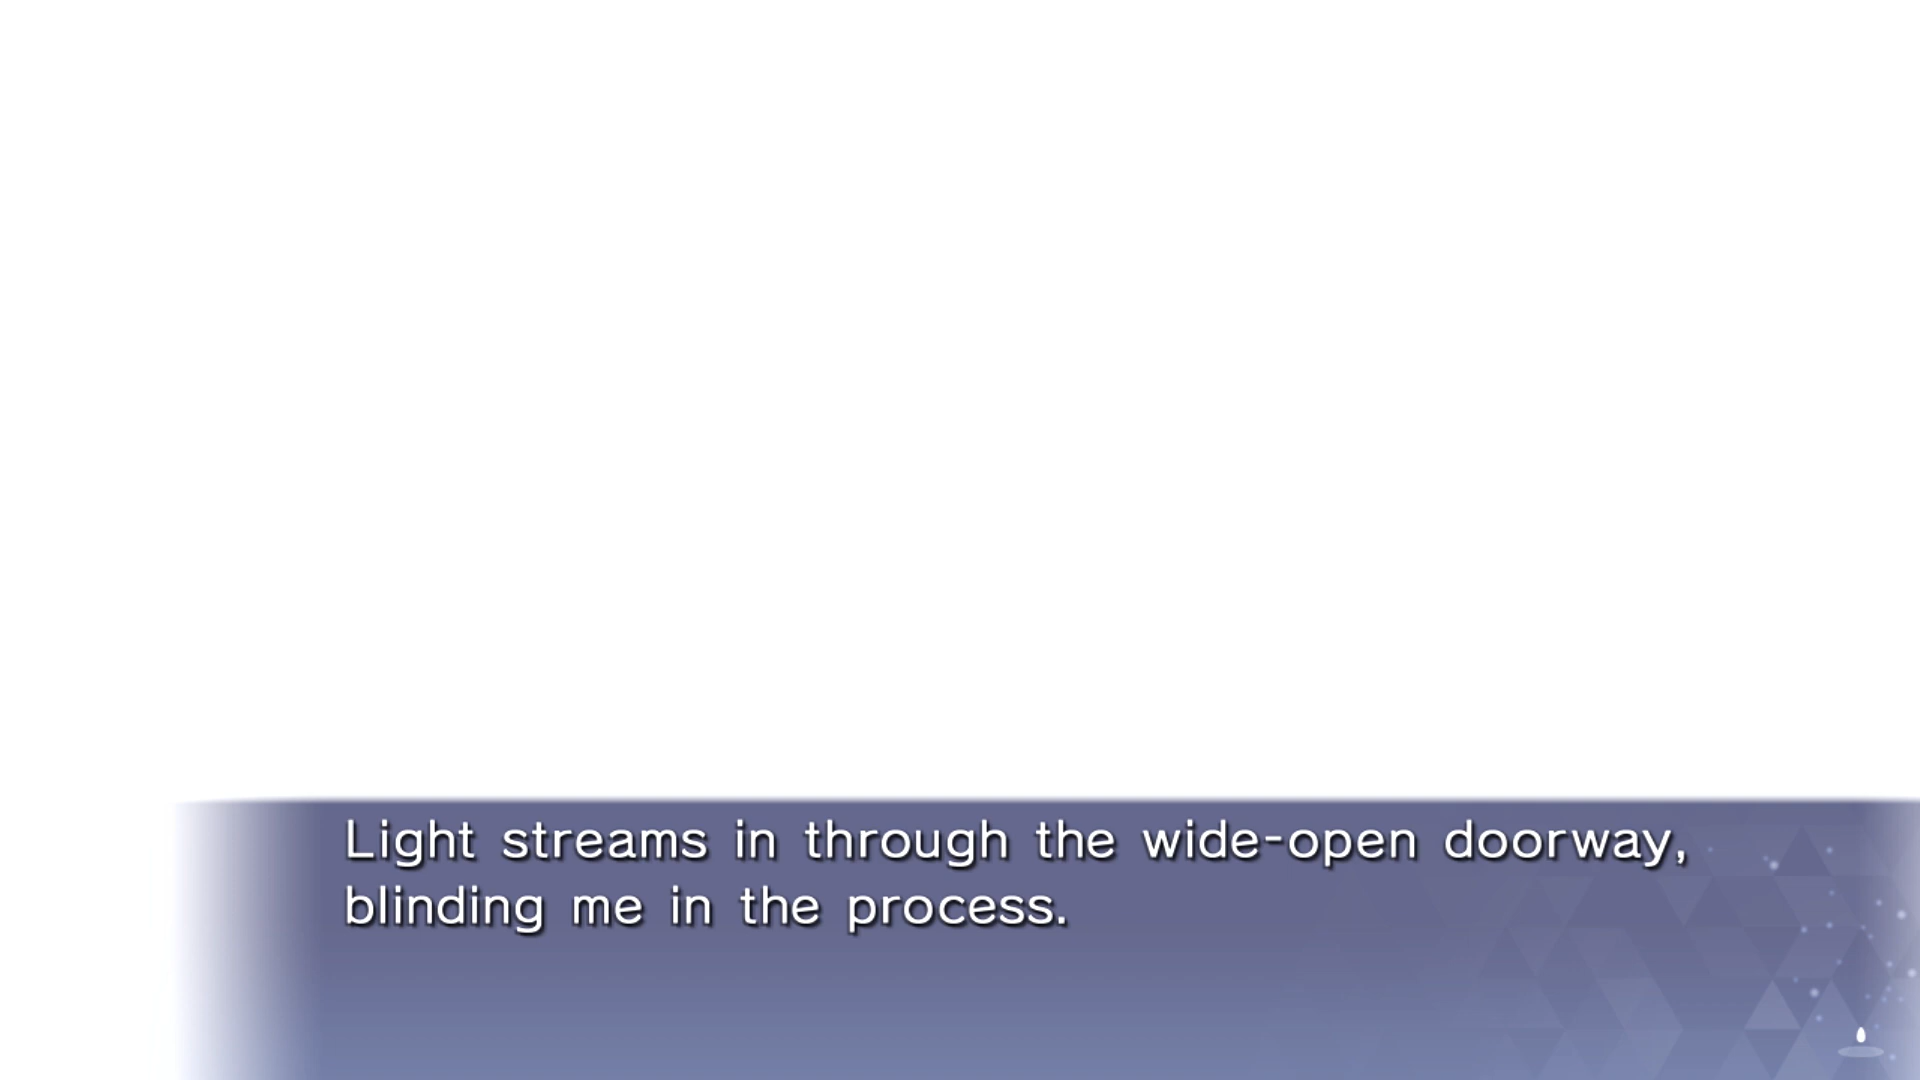 Light streams in through the wide-open doorway,
blinding me in the process.